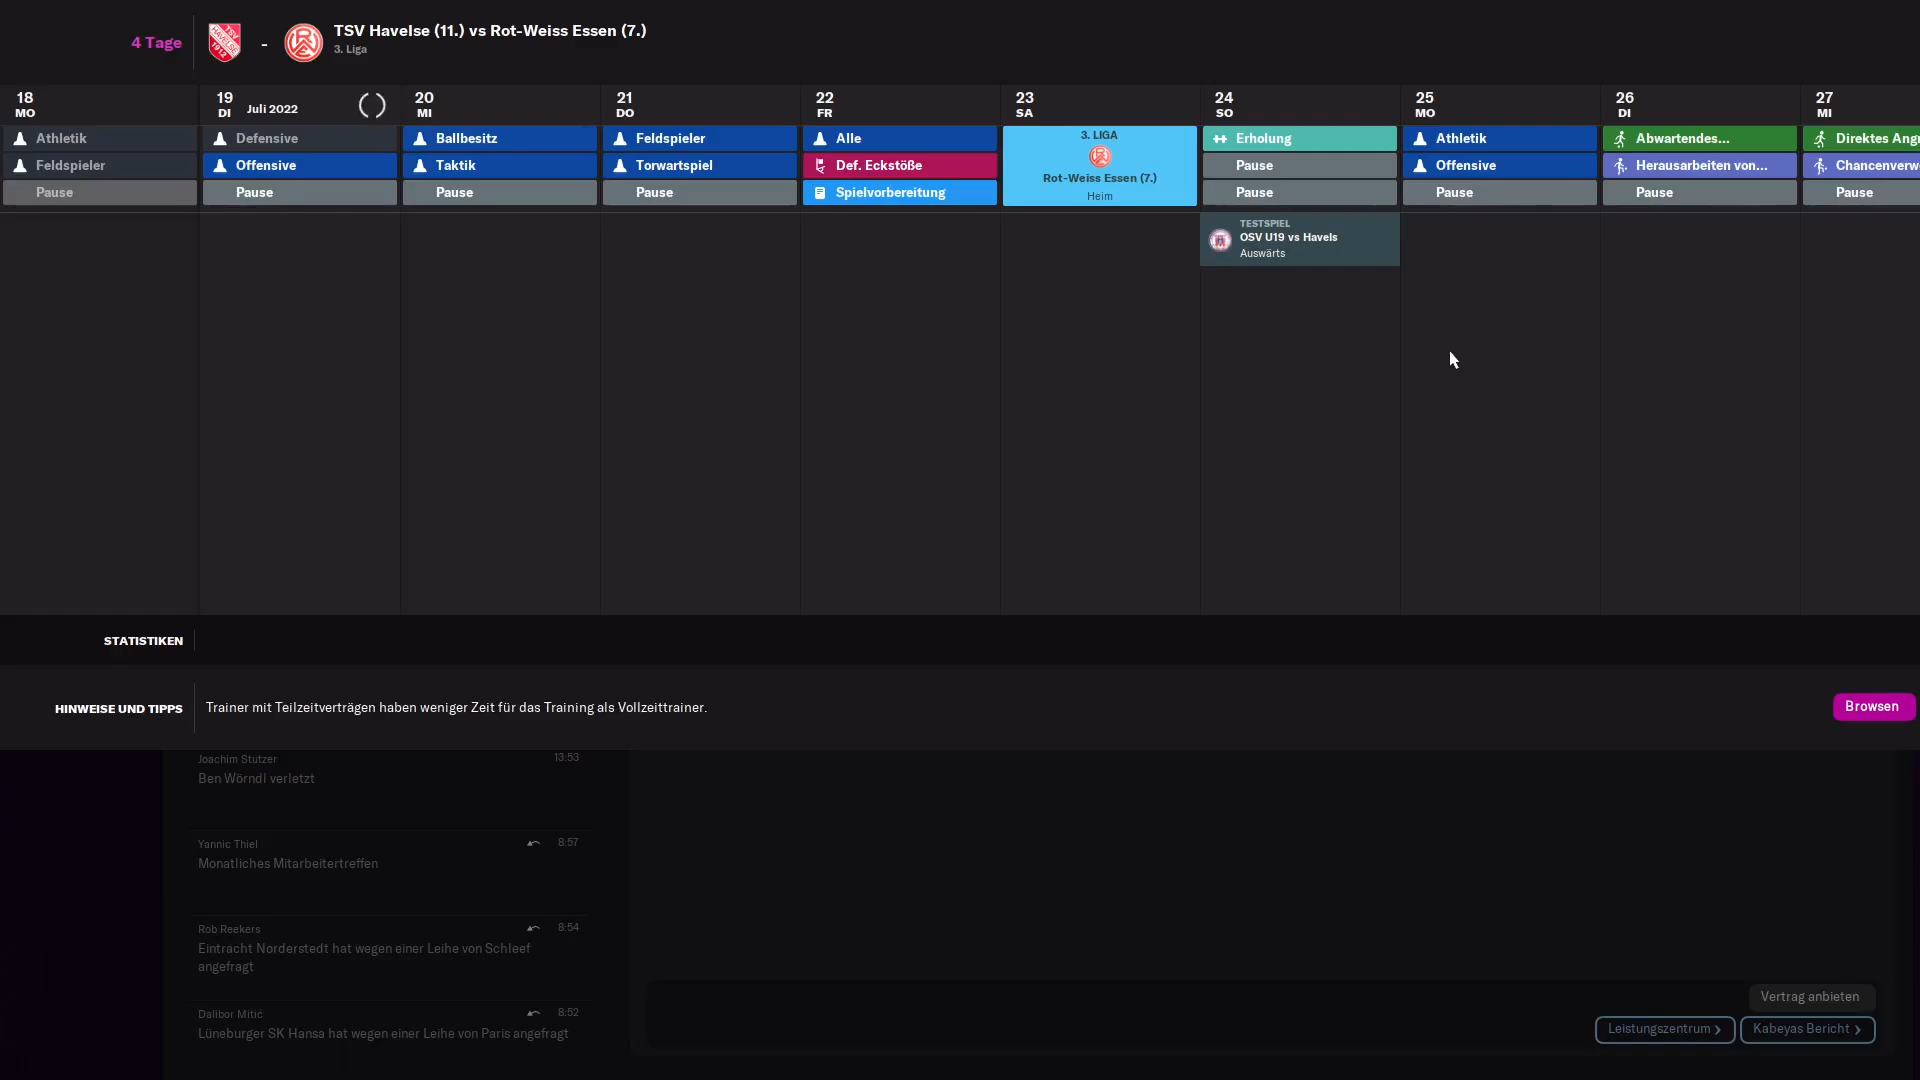 4 Tage
TSV HAVELSE 1912
-
TSV Havelse (11.) vs Rot-Weiss Essen (7.)
3. Liga
18
MO
19
DI
Juli 2022
20
MI
21
DO
22
FR
23
SA
24
SO
25
MO
26
DI
27
MI
Athletik
Defensive
Ballbesitz
Feldspieler
Alle
3. LIGA
Erholung
Athletik
Abwartendes...
Direktes Ang
Feldspieler
Offensive
Taktik
Torwartspiel
Def. Eckstöße
Rot-Weiss Essen (7.)
Pause
Offensive
Herausarbeiten von...
Chancenverw
Pause
Pause
Pause
Pause
Spielvorbereitung
Heim
Pause
Pause
Pause
Pause
TESTSPIEL
OSV U19 vs Havels
Auswärts
STATISTIKEN
HINWEISE UND TIPPS
Trainer mit Teilzeitverträgen haben weniger Zeit für das Training als Vollzeittrainer.
Browsen
Joachim Stutzer
13:53
Ben Wörndl verletzt
Yannic Thiel
8:57
Monatliches Mitarbeitertreffen
Rob Reekers
8:54
Eintracht Norderstedt hat wegen einer Leihe von Schleef
angefragt
Dalibor Mitić
8:52
Lüneburger SK Hansa hat wegen einer Leihe von Paris angefragt
Vertrag anbieten
Leistungszentrum
Kabeyas Bericht